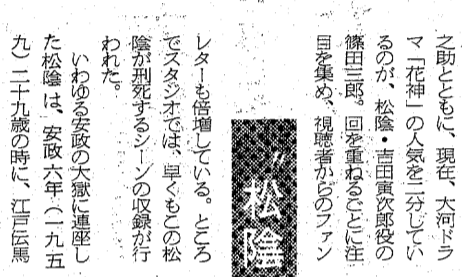 之助とともに、現在、大河ドラ
マ「花神」の人気を二分してい
るのが、松陰・吉田寅次郎役の
篠田三郎。回を重ねるごとに注
目を集め、視聴者からのファン
〝松陰
レターも倍増している。ところ
でスタジオでは、早くもこの松
陰が刑死するシーンの収録が行
われた。
いわゆる安政の大獄に連座し
た松陰は、安政六年（一九五
九）二十九歳の時に、江戸伝馬